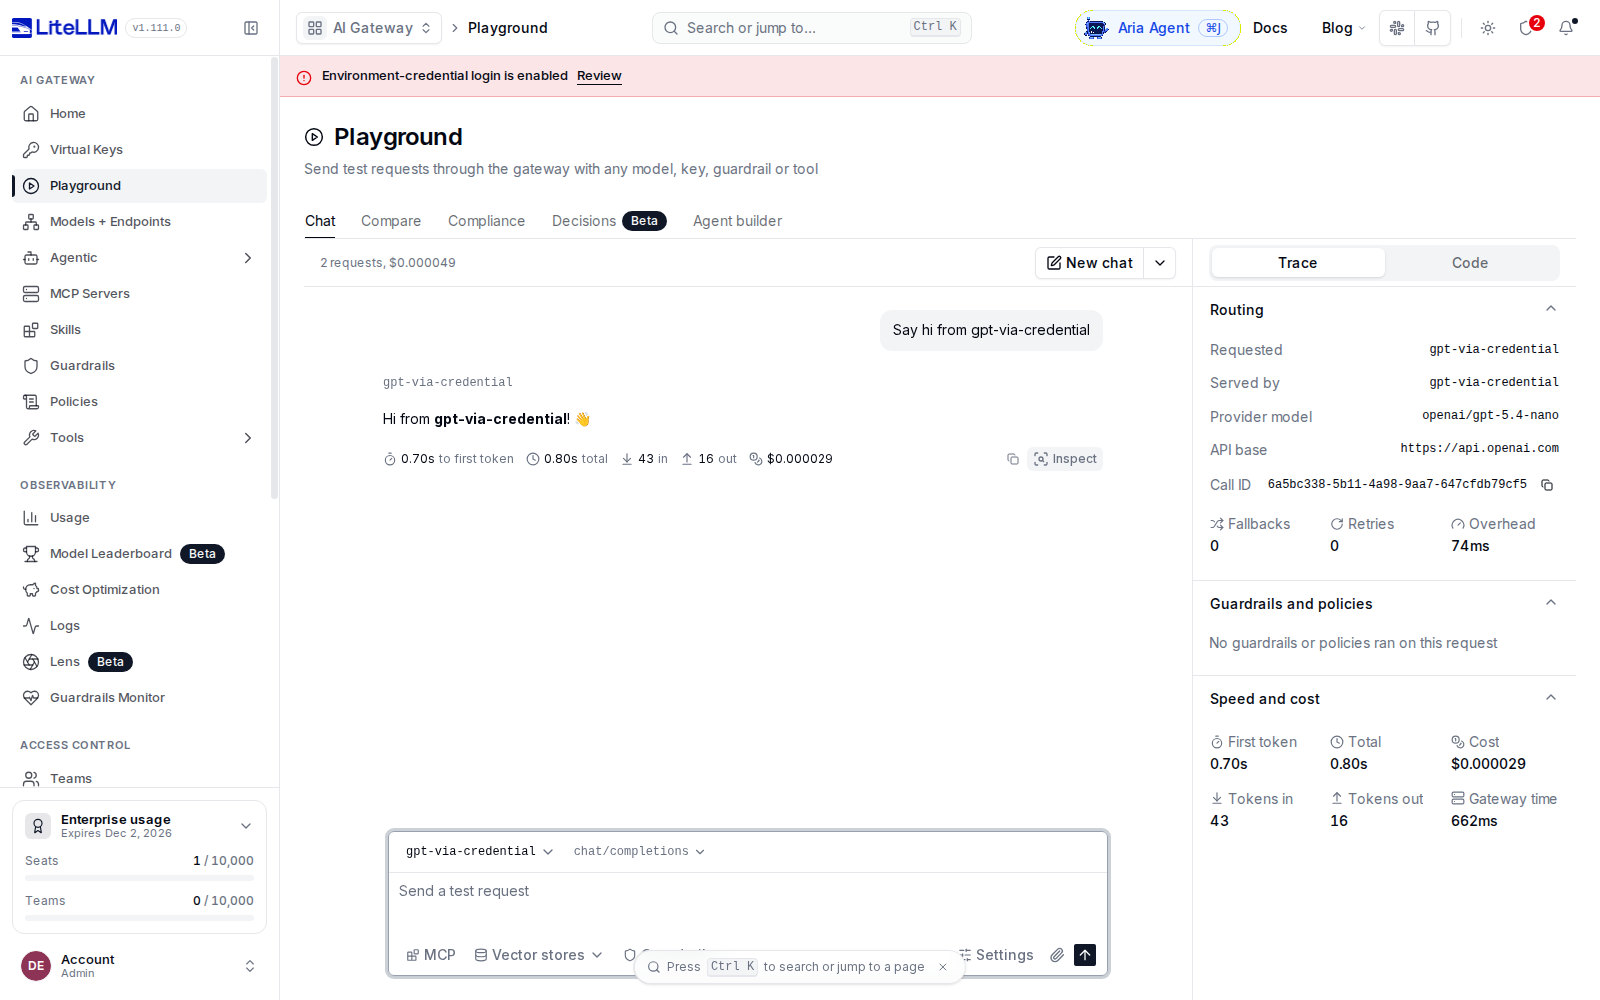 LiteLLM
v1.111.0
AI Gateway
Playground
Search or jump to...
Ctrl K
Aria Agent
⌘J
Docs
Blog
2
AI GATEWAY
Home
Virtual Keys
Playground
Models + Endpoints
Agentic
MCP Servers
Skills
Guardrails
Policies
Tools
OBSERVABILITY
Usage
Model Leaderboard Beta
Cost Optimization
Logs
Lens Beta
Guardrails Monitor
ACCESS CONTROL
Teams
Enterprise usage
Expires Dec 2, 2026
Seats 1 / 10,000
Teams 0 / 10,000
DE
Account
Admin
Environment-credential login is enabled Review
Playground
Send test requests through the gateway with any model, key, guardrail or tool
Chat Compare Compliance Decisions Beta Agent builder
2 requests, $0.000049
New chat
Say hi from gpt-via-credential
gpt-via-credential
Hi from gpt-via-credential! 👋
0.70s to first token 0.80s total 43 in 16 out $0.000029
Inspect
gpt-via-credential chat/completions
Send a test request
MCP Vector stores Settings
Press Ctrl K to search or jump to a page
Trace Code
Routing
Requested gpt-via-credential
Served by gpt-via-credential
Provider model openai/gpt-5.4-nano
API base https://api.openai.com
Call ID 6a5bc338-5b11-4a98-9aa7-647cfdb79cf5
Fallbacks Retries Overhead
0 0 74ms
Guardrails and policies
No guardrails or policies ran on this request
Speed and cost
First token Total Cost
0.70s 0.80s $0.000029
Tokens in Tokens out Gateway time
43 16 662ms